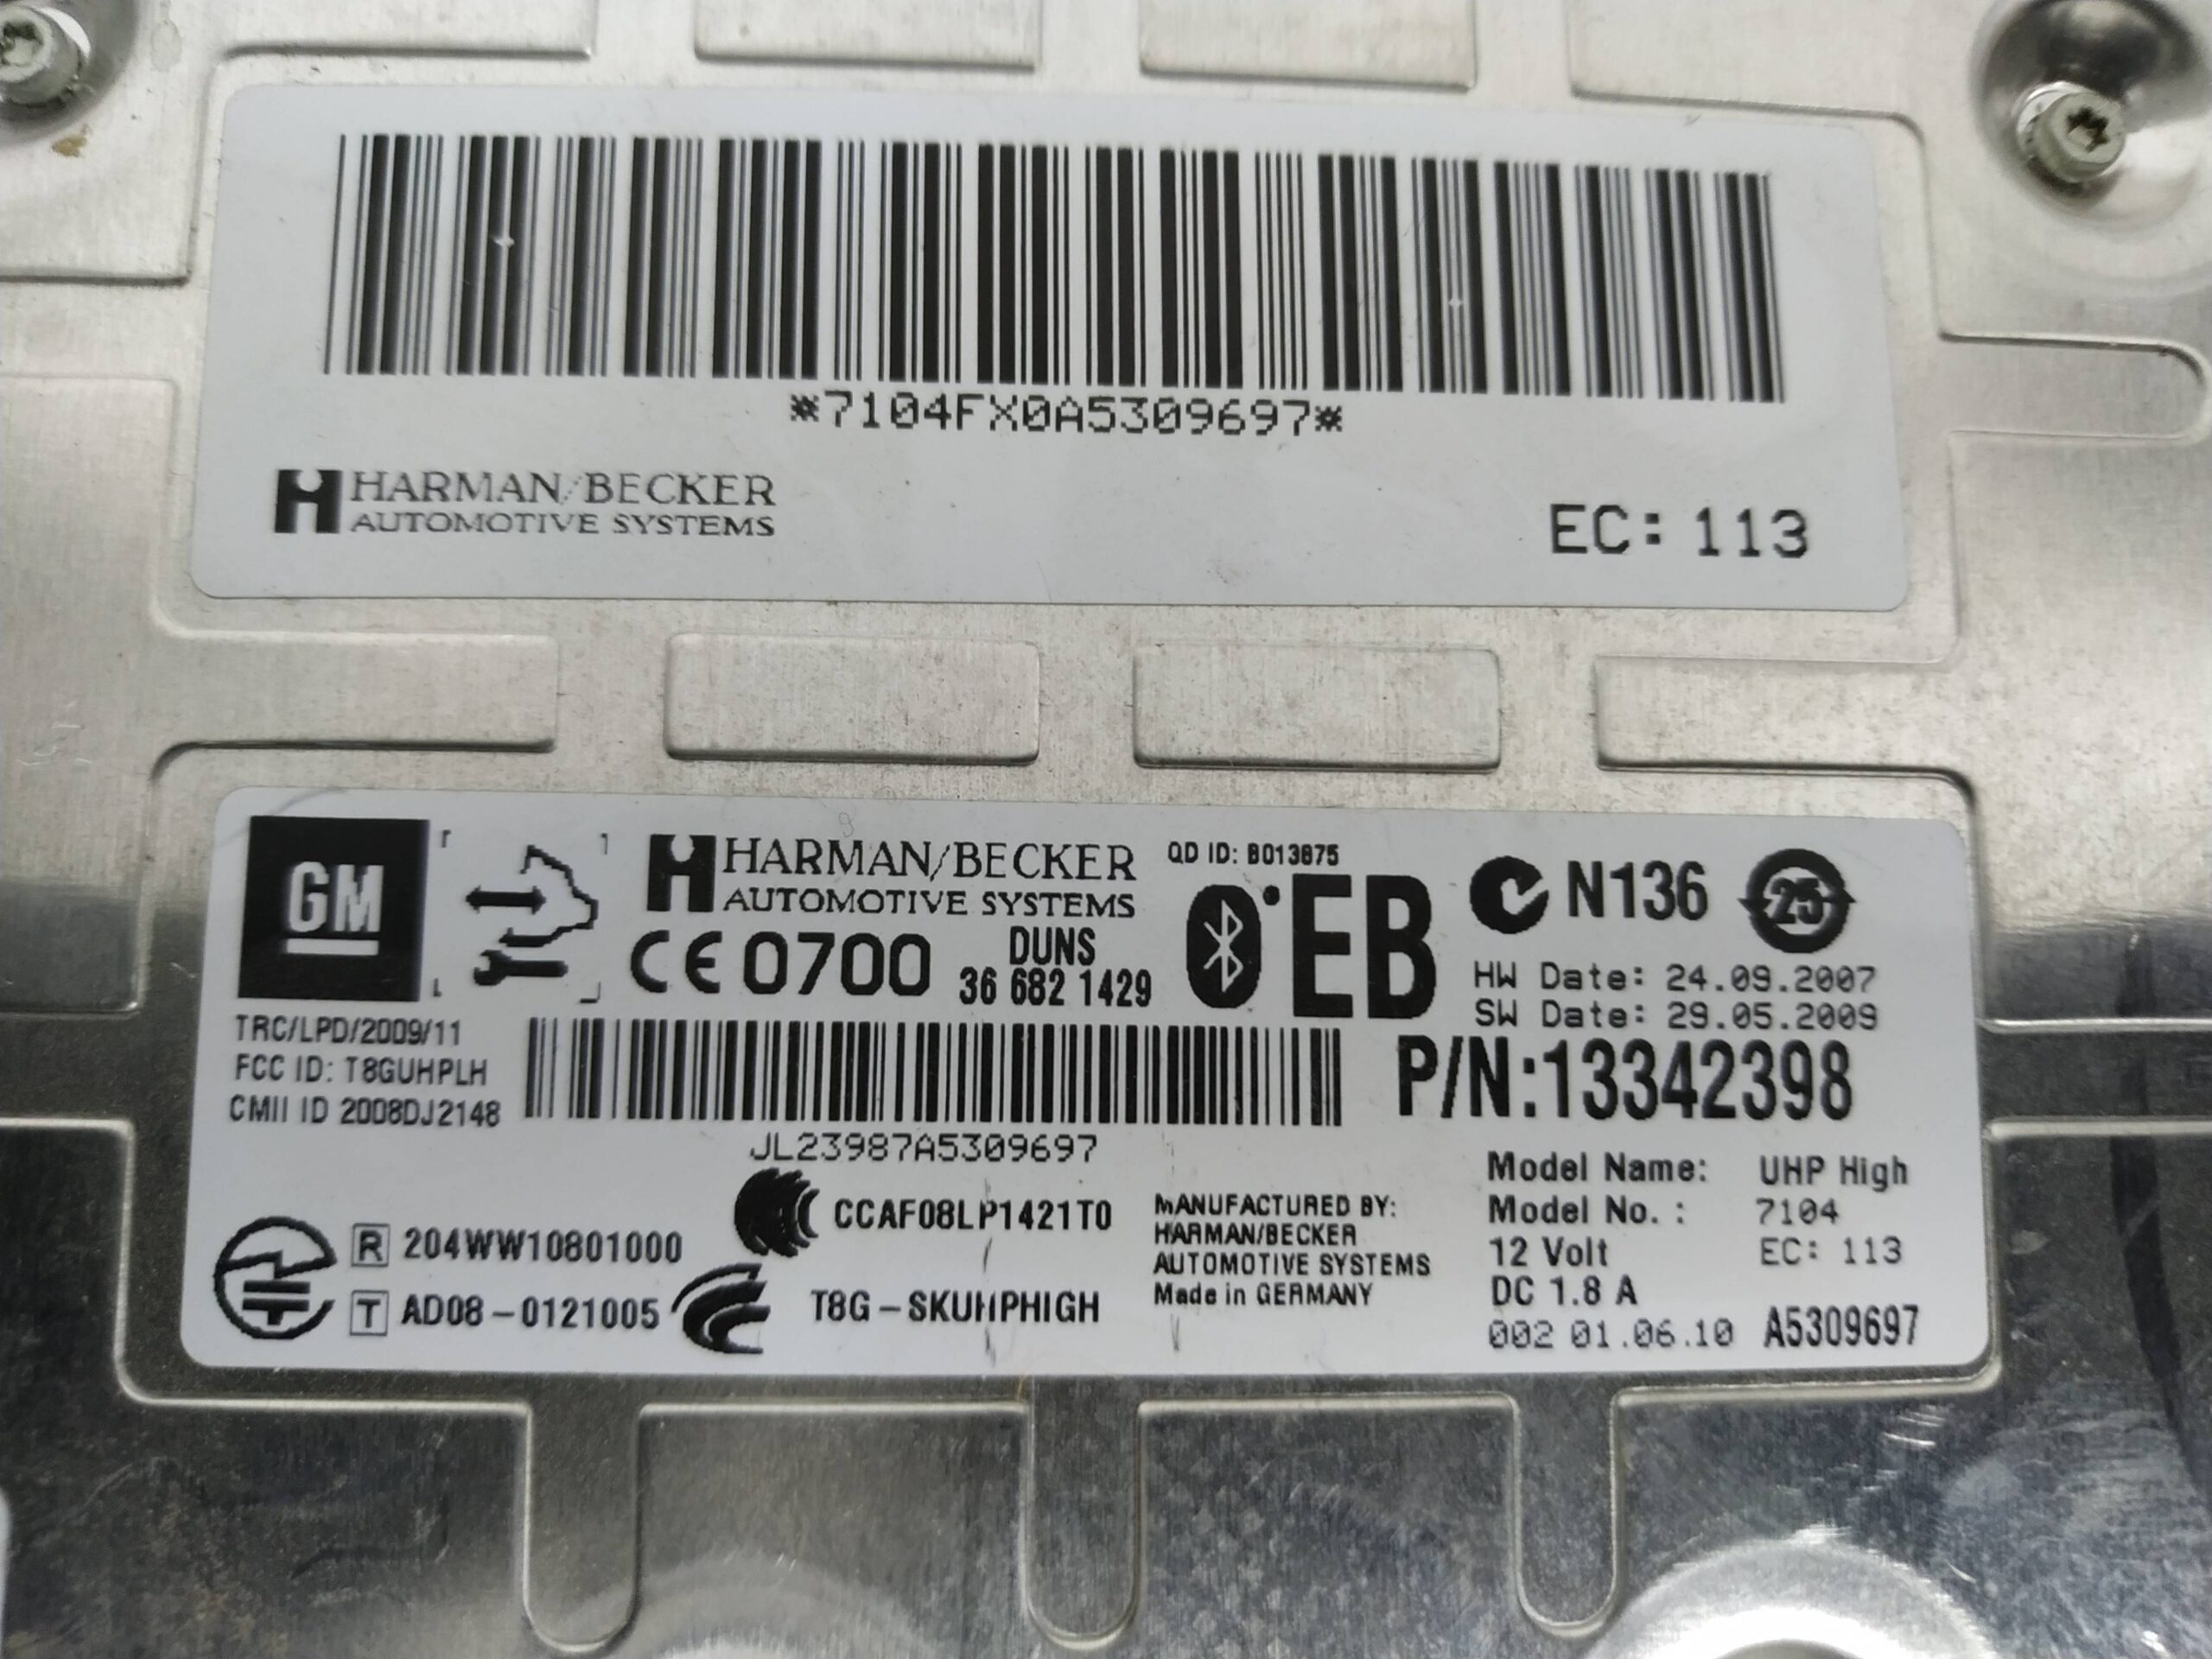 *7104FX0A5309697*
HARMAN/BECKER
AUTOMOTIVE SYSTEMS
EC: 113
GM
HARMAN/BECKER
AUTOMOTIVE SYSTEMS
CE 0700
DUNS
36 682 1429
QD ID: B013875
EB
N136
25
HW Date: 24.09.2007
SW Date: 29.05.2009
TRC/LPD/2009/11
FCC ID: T8GUHPLH
CMII ID 2008DJ2148
JL23987A5309697
P/N:13342398
R 204WW10801000
T AD08-0121005
CCAF08LP1421T0
T8G-SKUHPHIGH
MANUFACTURED BY:
HARMAN/BECKER
AUTOMOTIVE SYSTEMS
Made in GERMANY
Model Name: UHP High
Model No. : 7104
12 Volt EC: 113
DC 1.8 A
002 01.06.10 A5309697